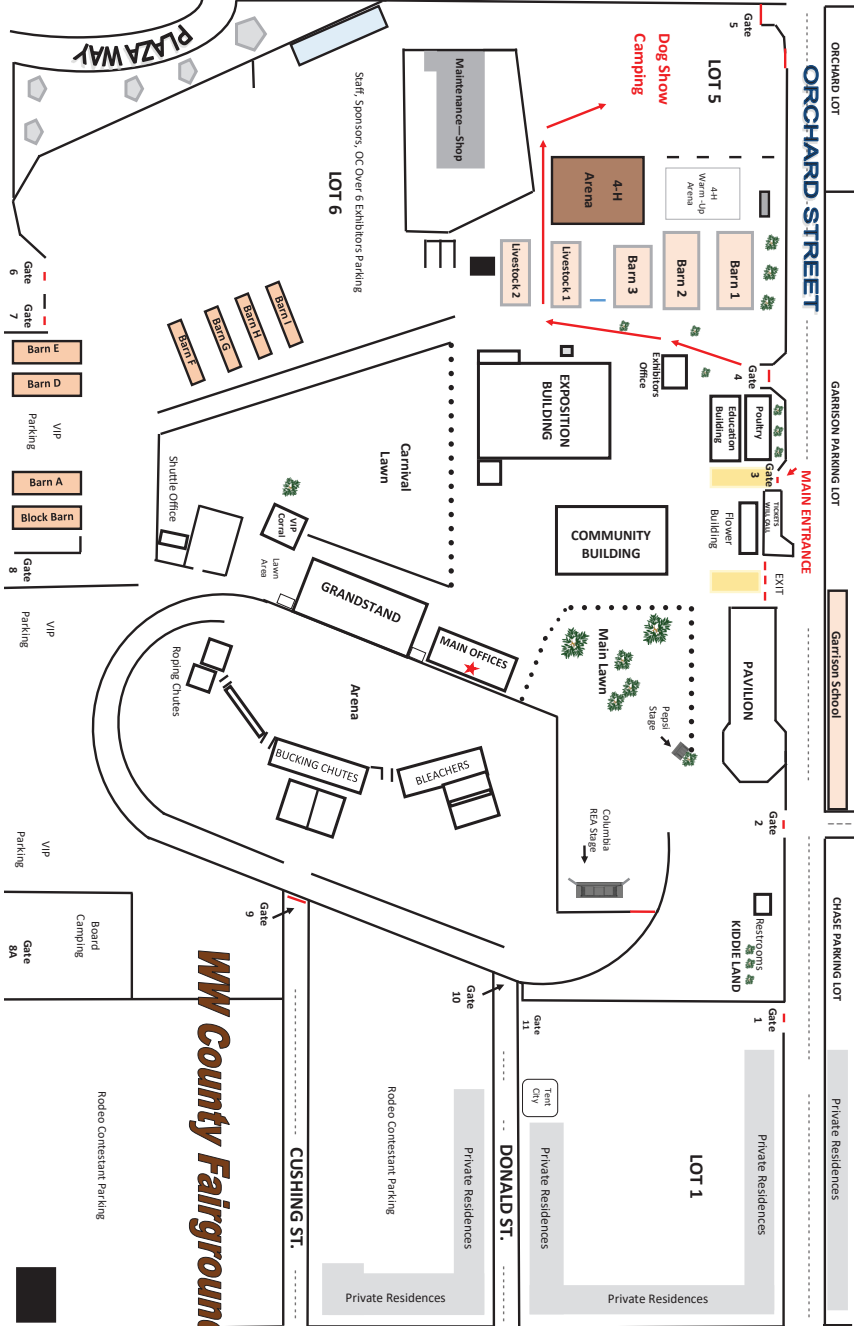 ORCHARD LOT
GARRISON PARKING LOT
Garrison School
CHASE PARKING LOT
Private Residences
ORCHARD STREET
Gate
5
LOT 5
Dog Show
Camping
4-H
Warm -Up
Arena
4-H
Arena
Barn 1
Barn 2
Barn 3
Livestock 1
Livestock 2
Maintenance—Shop
PLAZA WAY
Staff, Sponsors, OC Over 6 Exhibitors Parking
LOT 6
Gate
4
Exhibitors
Office
Poultry
Education
Building
Gate
3
MAIN ENTRANCE
TICKETS
WILL CALL
Flower
Building
EXIT
EXPOSITION
BUILDING
COMMUNITY
BUILDING
PAVILION
Main Lawn
Pepsi
Stage
Gate
2
Columbia
REA Stage
Restrooms
KIDDIE LAND
Gate
1
Barn I
Barn H
Barn G
Barn F
Carnival
Lawn
Shuttle Office
VIP
Corral
Lawn
Area
GRANDSTAND
MAIN OFFICES
Arena
Roping Chutes
BUCKING CHUTES
BLEACHERS
Gate
6
Gate
7
Barn E
Barn D
VIP
Parking
Barn A
Block Barn
Gate
8
VIP
Parking
VIP
Parking
Board
Camping
Gate
8A
Gate
9
Gate
10
Gate
11
Tent
City
LOT 1
Private Residences
Private Residences
Private Residences
DONALD ST.
Private Residences
Private Residences
Rodeo Contestant Parking
CUSHING ST.
WW County Fairground
Rodeo Contestant Parking